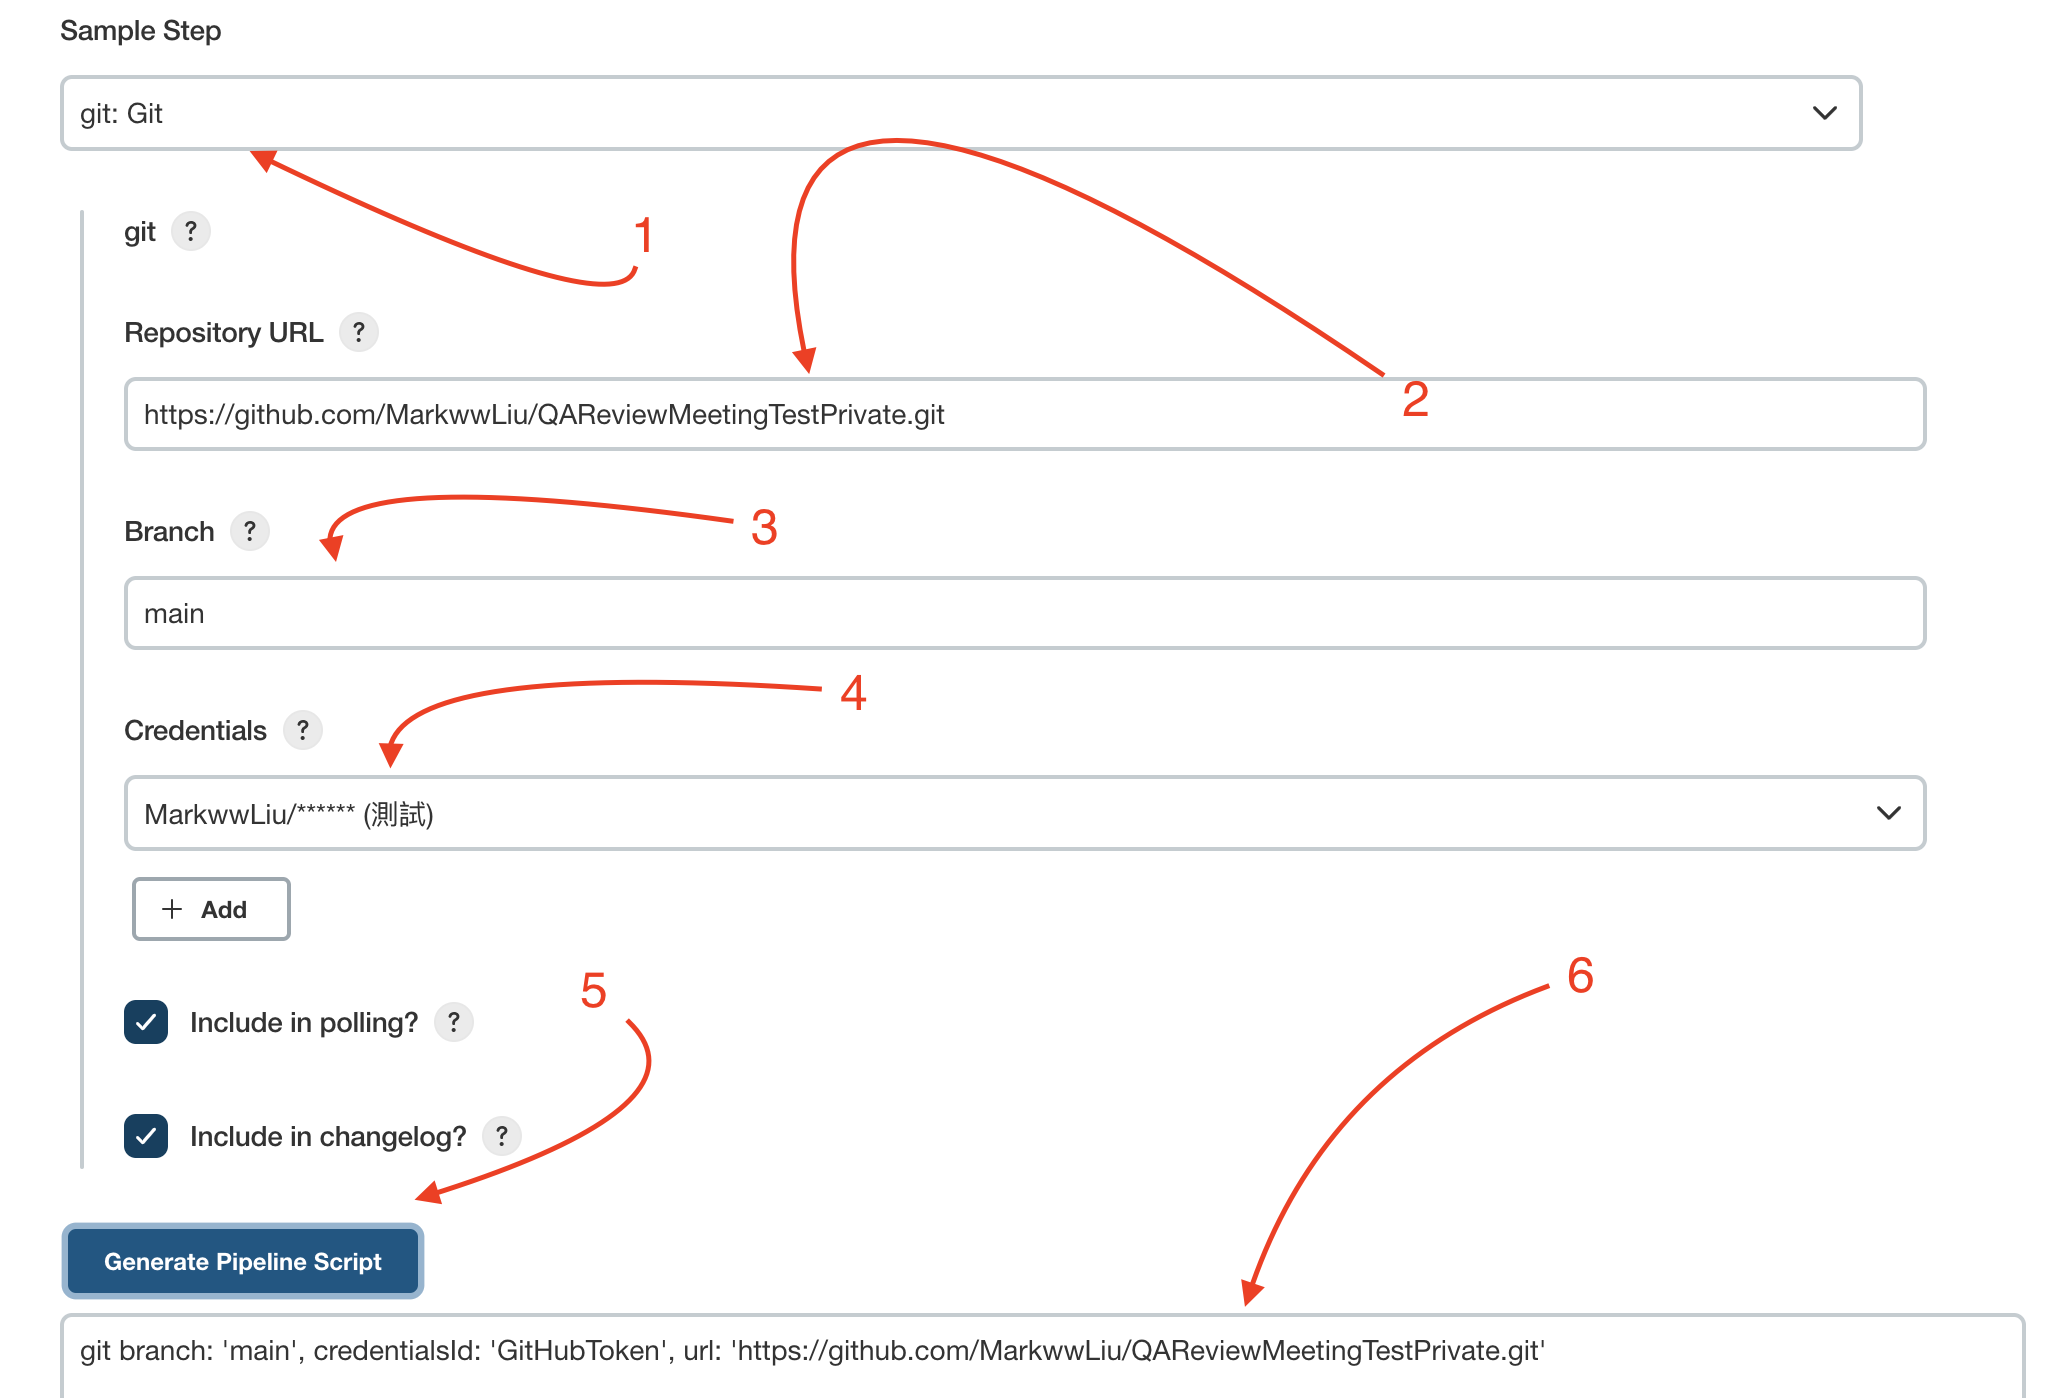 Sample Step
git: Git
git ?
1
Repository URL ?
https://github.com/MarkwwLiu/QAReviewMeetingTestPrivate.git
2
Branch ?
3
main
4
Credentials ?
MarkwwLiu/****** (測試)
+ Add
5
6
Include in polling? ?
Include in changelog? ?
Generate Pipeline Script
git branch: 'main', credentialsId: 'GitHubToken', url: 'https://github.com/MarkwwLiu/QAReviewMeetingTestPrivate.git'